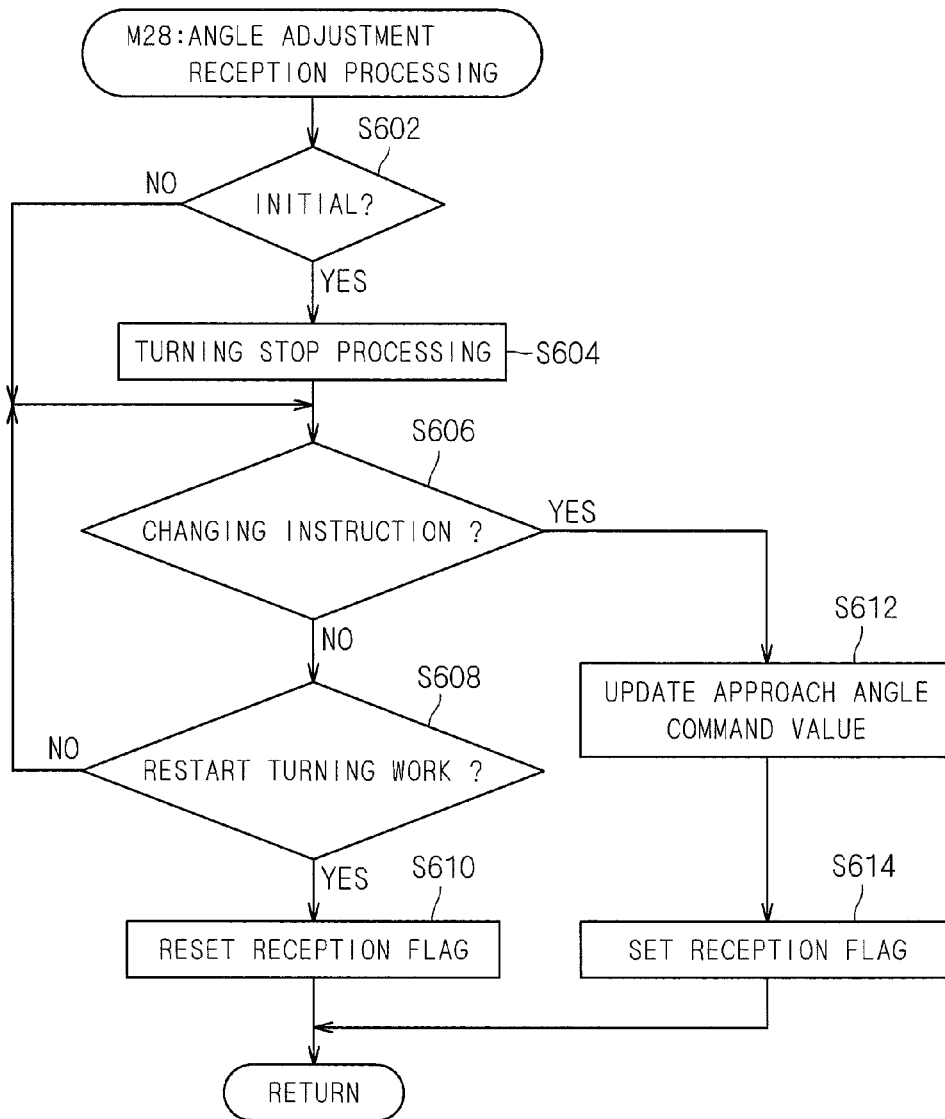 M28:ANGLE ADJUSTMENT
RECEPTION PROCESSING
S602
NO
INITIAL?
YES
TURNING STOP PROCESSING
S604
S606
CHANGING INSTRUCTION ?
YES
NO
S612
UPDATE APPROACH ANGLE
COMMAND VALUE
S608
NO
RESTART TURNING WORK ?
YES
S610
S614
RESET RECEPTION FLAG
SET RECEPTION FLAG
RETURN